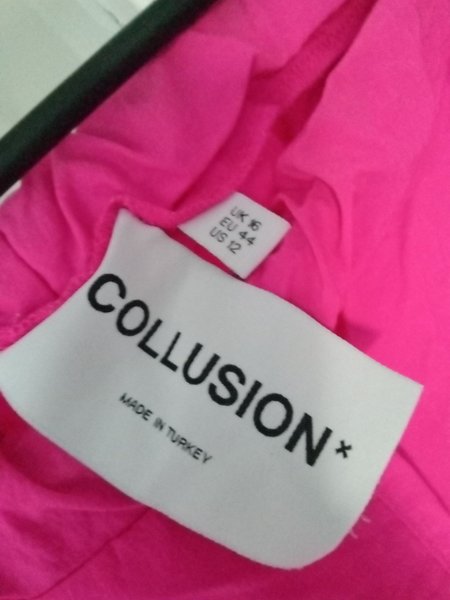 UK 16
EU 44
US 12
COLLUSION x
MADE IN TURKEY